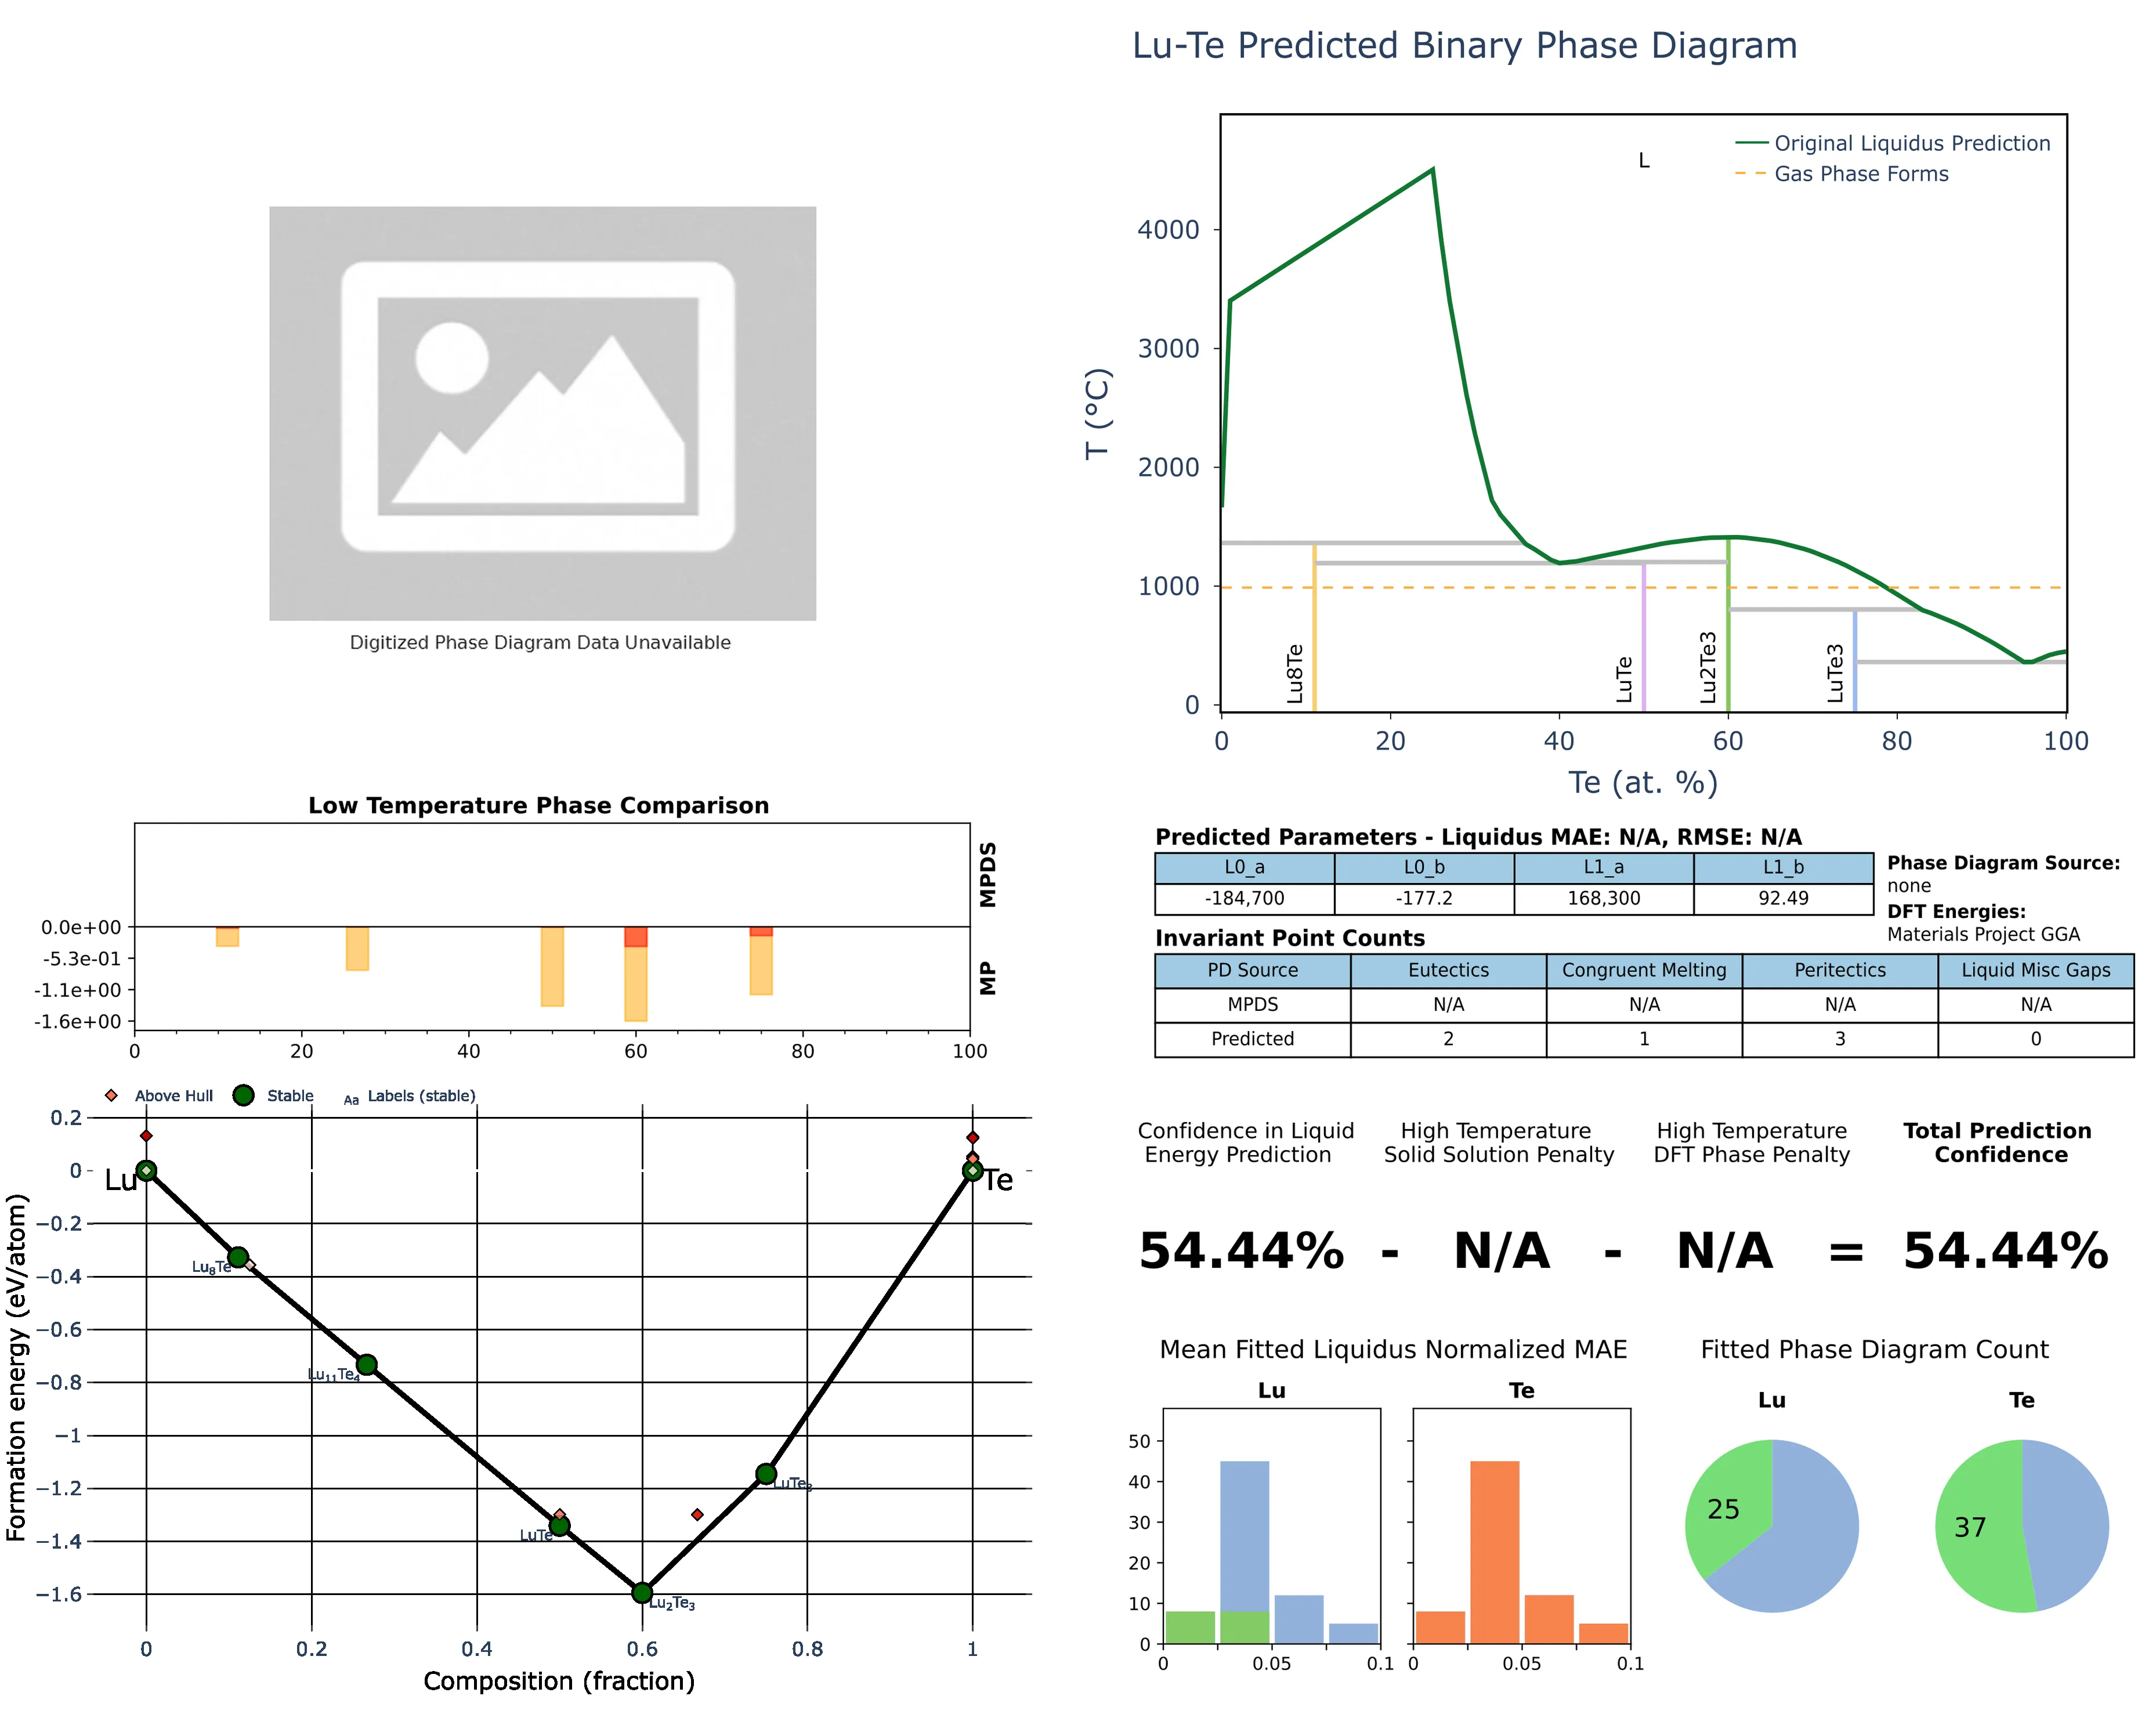 Lu-Te Predicted Binary Phase Diagram
Original Liquidus Prediction
Gas Phase Forms
L
T (°C)
4000
3000
2000
1000
0
Lu8Te
LuTe
Lu2Te3
LuTe3
0 20 40 60 80 100
Te (at. %)
Digitized Phase Diagram Data Unavailable
Low Temperature Phase Comparison
MPDS
MP
0.0e+00
-5.3e-01
-1.1e+00
-1.6e+00
0 20 40 60 80 100
Predicted Parameters - Liquidus MAE: N/A, RMSE: N/A
L0_a L0_b L1_a L1_b
-184,700 -177.2 168,300 92.49
Phase Diagram Source:
none
DFT Energies:
Materials Project GGA
Invariant Point Counts
PD Source Eutectics Congruent Melting Peritectics Liquid Misc Gaps
MPDS N/A N/A N/A N/A
Predicted 2 1 3 0
Above Hull Stable Aa Labels (stable)
Formation energy (eV/atom)
0.2
0
−0.2
−0.4
−0.6
−0.8
−1
−1.2
−1.4
−1.6
Lu
Te
Lu₈Te
Lu₁₁Te₄
LuTe
Lu₂Te₃
LuTe₃
0 0.2 0.4 0.6 0.8 1
Composition (fraction)
Confidence in Liquid
Energy Prediction
High Temperature
Solid Solution Penalty
High Temperature
DFT Phase Penalty
Total Prediction
Confidence
54.44% - N/A - N/A = 54.44%
Mean Fitted Liquidus Normalized MAE
Lu
Te
50
40
30
20
10
0
0 0.05 0.1
0 0.05 0.1
Fitted Phase Diagram Count
Lu
Te
25
37